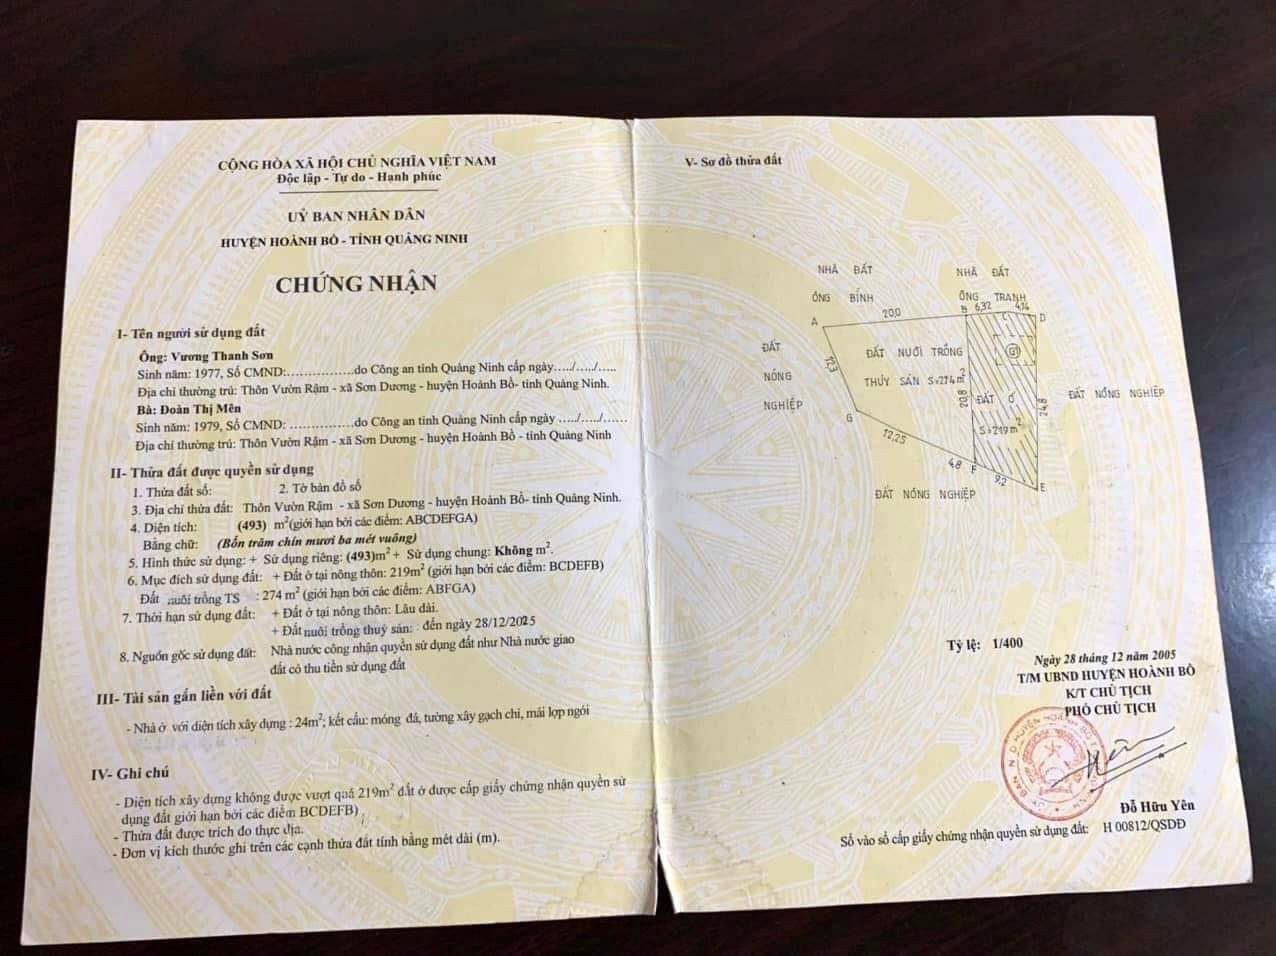 CỘNG HÒA XÃ HỘI CHỦ NGHĨA VIỆT NAM
Độc lập - Tự do - Hạnh phúc
UỶ BAN NHÂN DÂN
HUYỆN HOÀNH BỒ - TỈNH QUẢNG NINH
CHỨNG NHẬN
I- Tên người sử dụng đất
Ông: Vương Thanh Sơn
Sinh năm: 1977, Số CMND:………………do Công an tỉnh Quảng Ninh cấp ngày…../…../…..
Địa chỉ thường trú: Thôn Vườn Rậm - xã Sơn Dương - huyện Hoành Bồ- tỉnh Quảng Ninh.
Bà: Đoàn Thị Mên
Sinh năm: 1979, Số CMND: ……………do Công an tỉnh Quảng Ninh cấp ngày …../…../……
Địa chỉ thường trú: Thôn Vườn Rậm - xã Sơn Dương - huyện Hoành Bồ - tỉnh Quảng Ninh
II- Thửa đất được quyền sử dụng
1. Thửa đất số: 2. Tờ bản đồ số
3. Địa chỉ thửa đất: Thôn Vườn Rậm - xã Sơn Dương - huyện Hoành Bồ- tỉnh Quảng Ninh.
4. Diện tích: (493) m²(giới hạn bởi các điểm: ABCDEFGA)
Bằng chữ: (Bốn trăm chín mươi ba mét vuông)
5. Hình thức sử dụng: + Sử dụng riêng: (493)m² + Sử dụng chung: Không m².
6. Mục đích sử dụng đất: + Đất ở tại nông thôn: 219m² (giới hạn bởi các điểm: BCDEFB)
Đất nuôi trồng TS : 274 m² (giới hạn bởi các điểm: ABFGA)
7. Thời hạn sử dụng đất: + Đất ở tại nông thôn: Lâu dài.
+ Đất nuôi trồng thuỷ sản: đến ngày 28/12/2025
8. Nguồn gốc sử dụng đất: Nhà nước công nhận quyền sử dụng đất như Nhà nước giao
đất có thu tiền sử dụng đất
III- Tài sản gắn liền với đất
- Nhà ở với diện tích xây dựng : 24m²; kết cấu: móng đá, tường xây gạch chỉ, mái lợp ngói
IV- Ghi chú
- Diện tích xây dựng không được vượt quá 219m² đất ở được cấp giấy chứng nhận quyền sử
dụng đất giới hạn bởi các điểm BCDEFB)
- Thửa đất được trích đo thực địa.
- Đơn vị kích thước ghi trên các cạnh thửa đất tính bằng mét dài (m).
V- Sơ đồ thửa đất
NHÀ ĐẤT
ÔNG BÍNH
NHÀ ĐẤT
ÔNG TRANH
A
20,0
B
6,32
C
4,14
D
ĐẤT
NÔNG
NGHIỆP
12,3
ĐẤT NUÔI TRỒNG
THỦY SẢN S=274m²
20,8
G1
ĐẤT Ở
S=219m²
24,8
ĐẤT NÔNG NGHIỆP
G
12,25
4,8
F
9,2
E
ĐẤT NÔNG NGHIỆP
Tỷ lệ: 1/400
Ngày 28 tháng 12 năm 2005
T/M UBND HUYỆN HOÀNH BỒ
K/T CHỦ TỊCH
PHÓ CHỦ TỊCH
Đỗ Hữu Yên
Số vào sổ cấp giấy chứng nhận quyền sử dụng đất: H 00812/QSDĐ